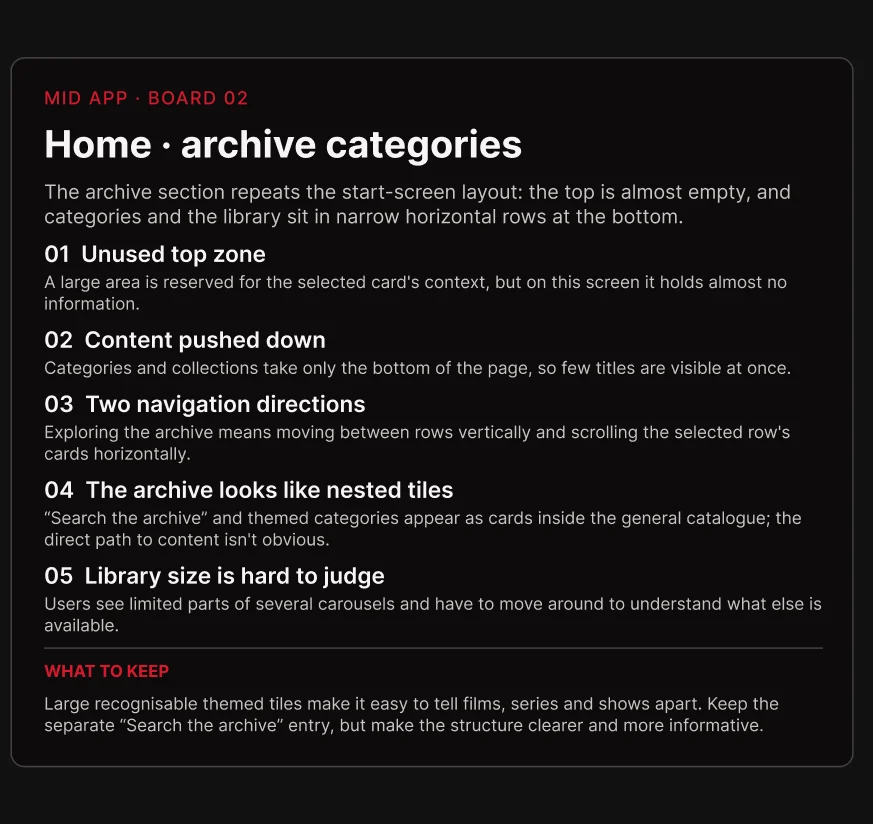 MID APP · BOARD 02
Home · archive categories
The archive section repeats the start-screen layout: the top is almost empty, and
categories and the library sit in narrow horizontal rows at the bottom.
01 Unused top zone
A large area is reserved for the selected card's context, but on this screen it holds almost no
information.
02 Content pushed down
Categories and collections take only the bottom of the page, so few titles are visible at once.
03 Two navigation directions
Exploring the archive means moving between rows vertically and scrolling the selected row's
cards horizontally.
04 The archive looks like nested tiles
“Search the archive” and themed categories appear as cards inside the general catalogue; the
direct path to content isn't obvious.
05 Library size is hard to judge
Users see limited parts of several carousels and have to move around to understand what else is
available.
WHAT TO KEEP
Large recognisable themed tiles make it easy to tell films, series and shows apart. Keep the
separate “Search the archive” entry, but make the structure clearer and more informative.